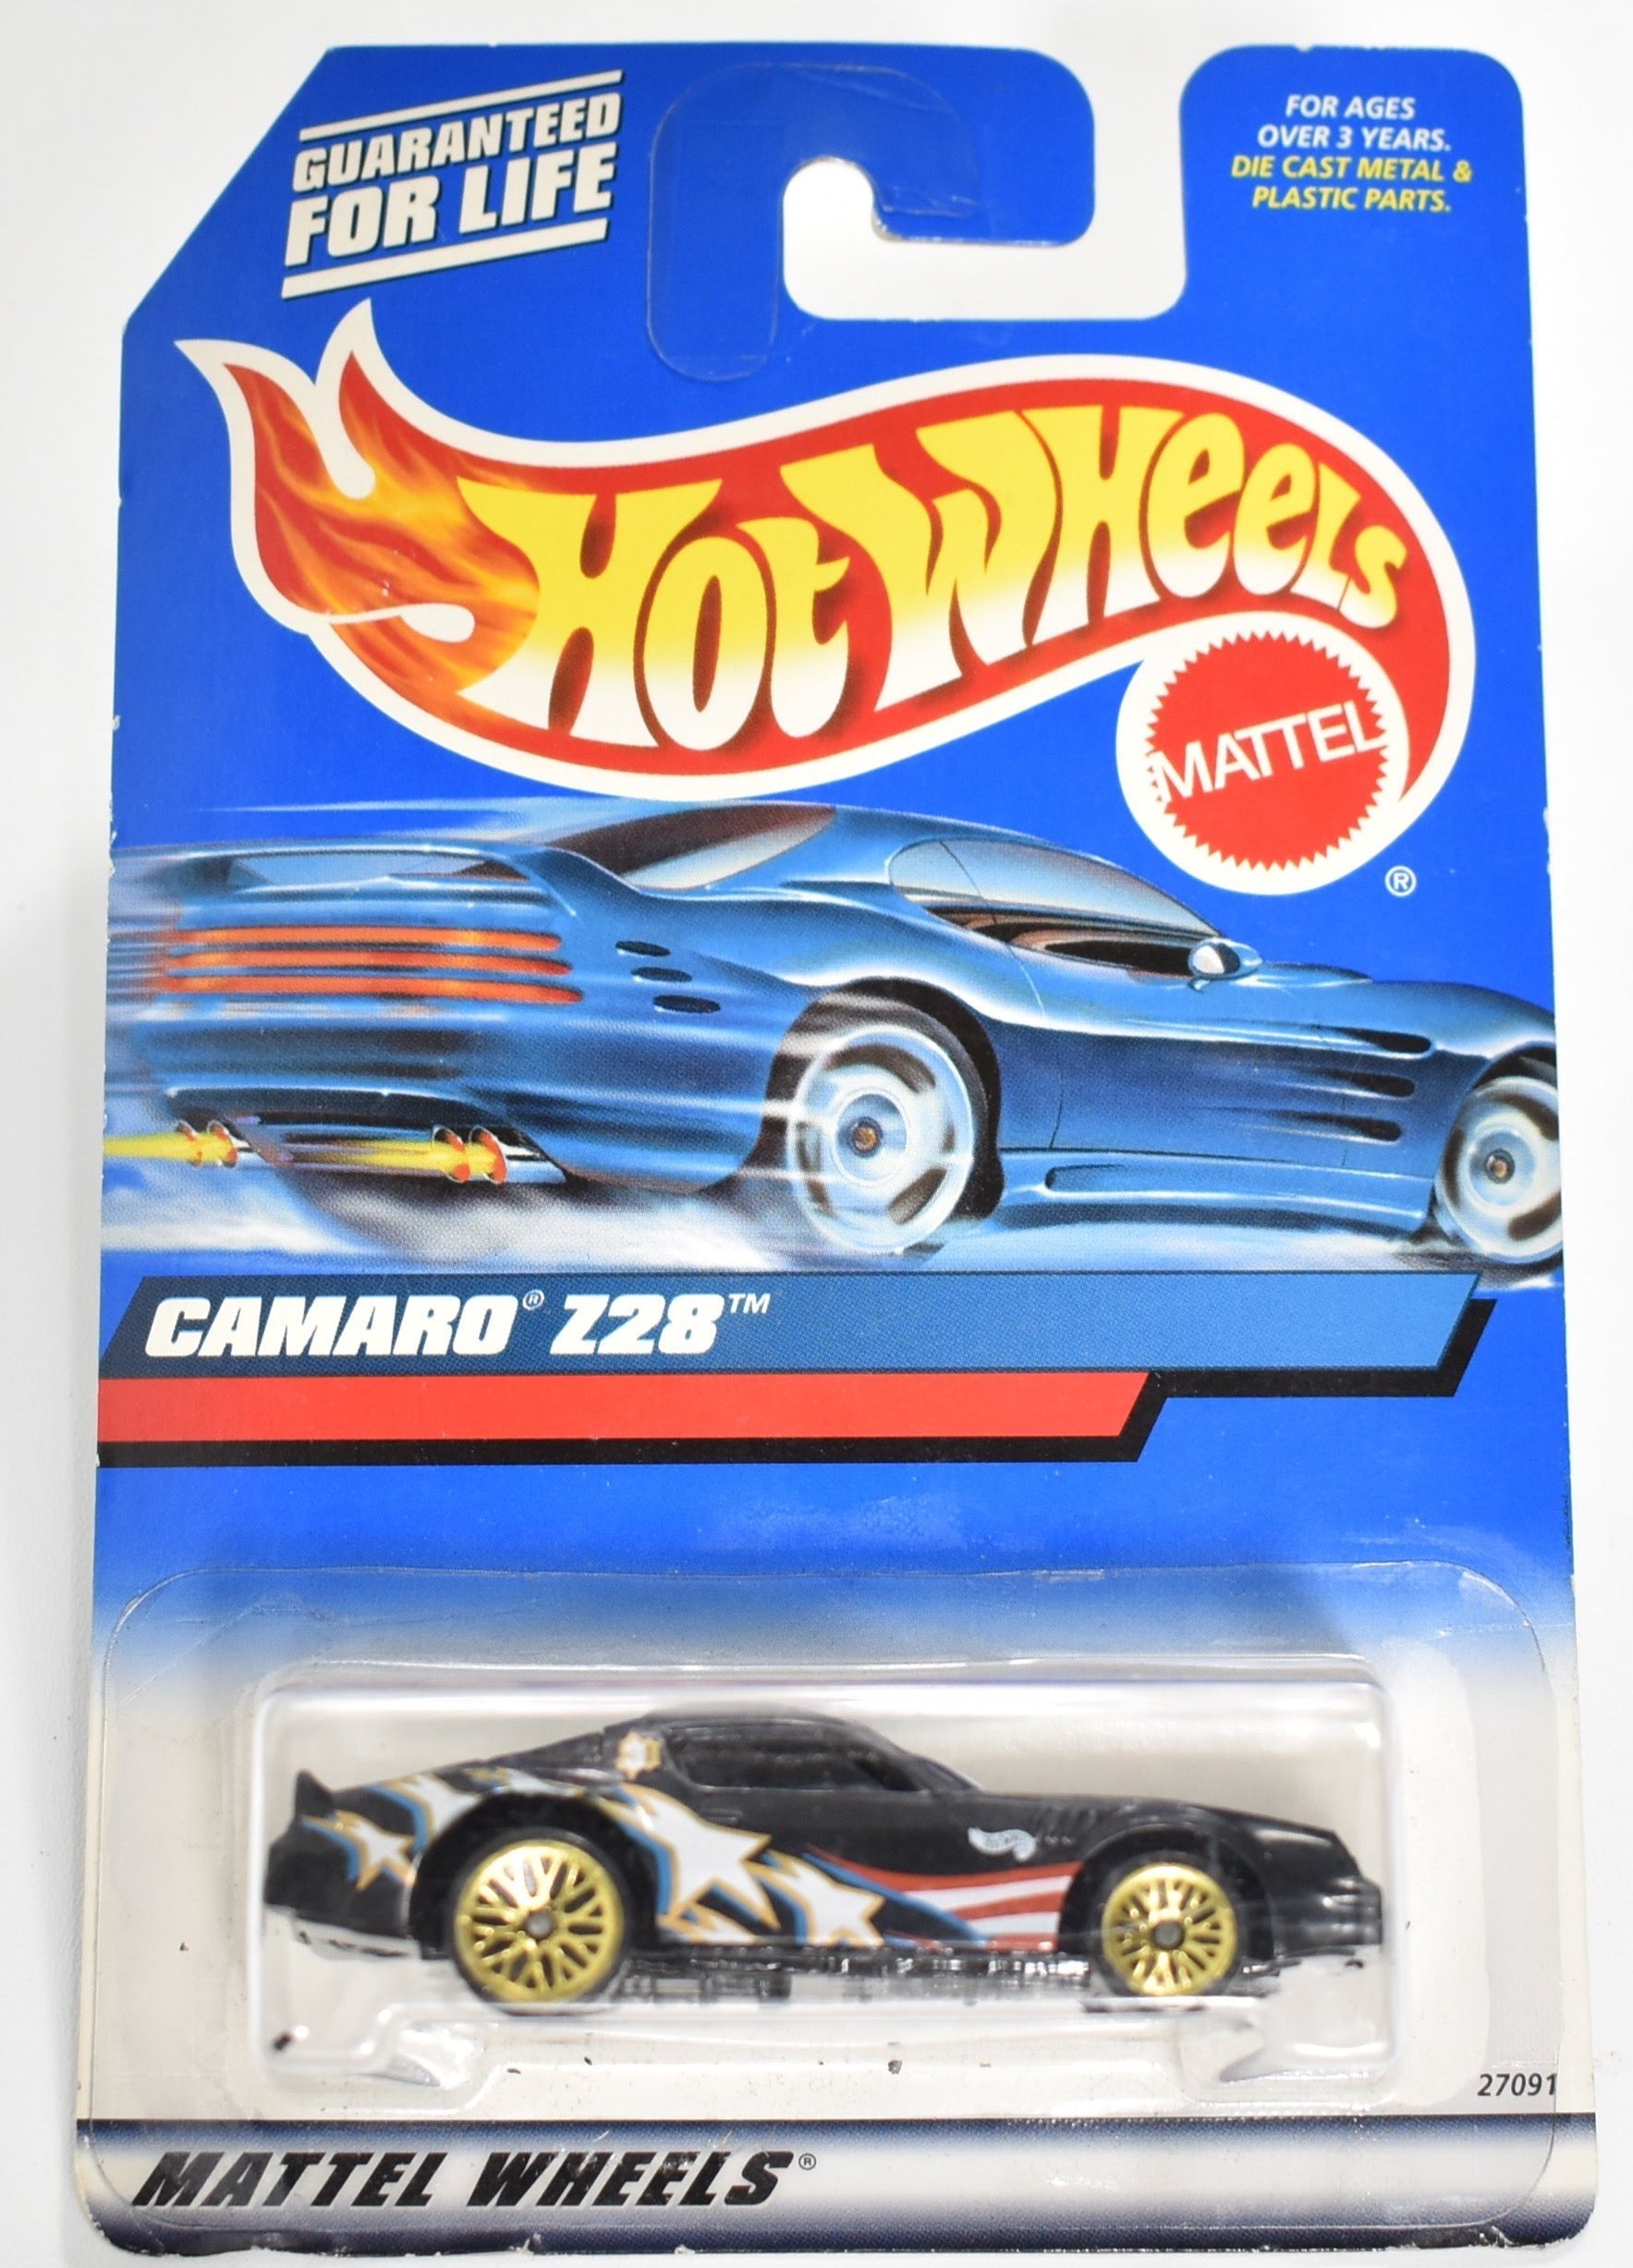 GUARANTEED
FOR LIFE
FOR AGES
OVER 3 YEARS.
DIE CAST METAL &
PLASTIC PARTS.
HOT WHEELS
MATTEL
®
CAMARO® Z28™
27091
MATTEL WHEELS®